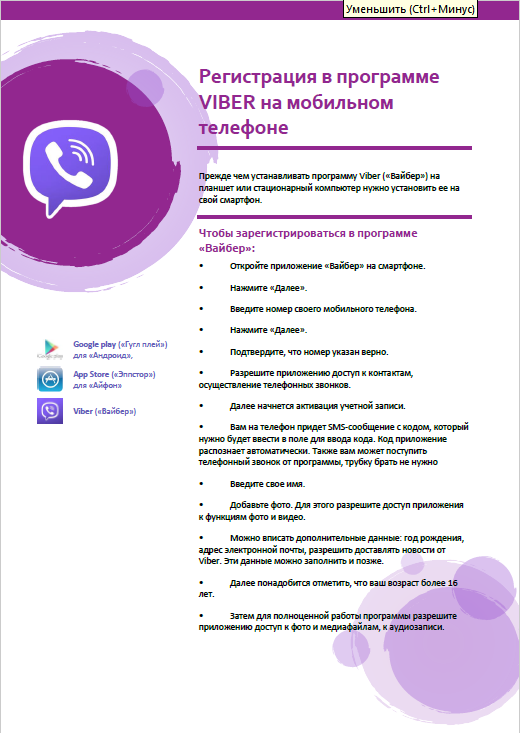 Уменьшить (Ctrl+Минус)
Регистрация в программе
VIBER на мобильном
телефоне
Прежде чем устанавливать программу Viber («Вайбер») на
планшет или стационарный компьютер нужно установить ее на
свой смартфон.
Чтобы зарегистрироваться в программе
«Вайбер»:
• Откройте приложение «Вайбер» на смартфоне.
• Нажмите «Далее».
• Введите номер своего мобильного телефона.
• Нажмите «Далее».
• Подтвердите, что номер указан верно.
• Разрешите приложению доступ к контактам,
осуществление телефонных звонков.
• Далее начнется активация учетной записи.
• Вам на телефон придет SMS-сообщение с кодом, который
нужно будет ввести в поле для ввода кода. Код приложение
распознает автоматически. Также вам может поступить
телефонный звонок от программы, трубку брать не нужно
• Введите свое имя.
• Добавьте фото. Для этого разрешите доступ приложения
к функциям фото и видео.
• Можно вписать дополнительные данные: год рождения,
адрес электронной почты, разрешить доставлять новости от
Viber. Эти данные можно заполнить и позже.
• Далее понадобится отметить, что ваш возраст более 16
лет.
• Затем для полноценной работы программы разрешите
приложению доступ к фото и медиафайлам, к аудиозаписи.
Google play
Google play («Гугл плей»)
для «Андроид»,
App Store («Эппстор»)
для «Айфон»
Viber («Вайбер»)